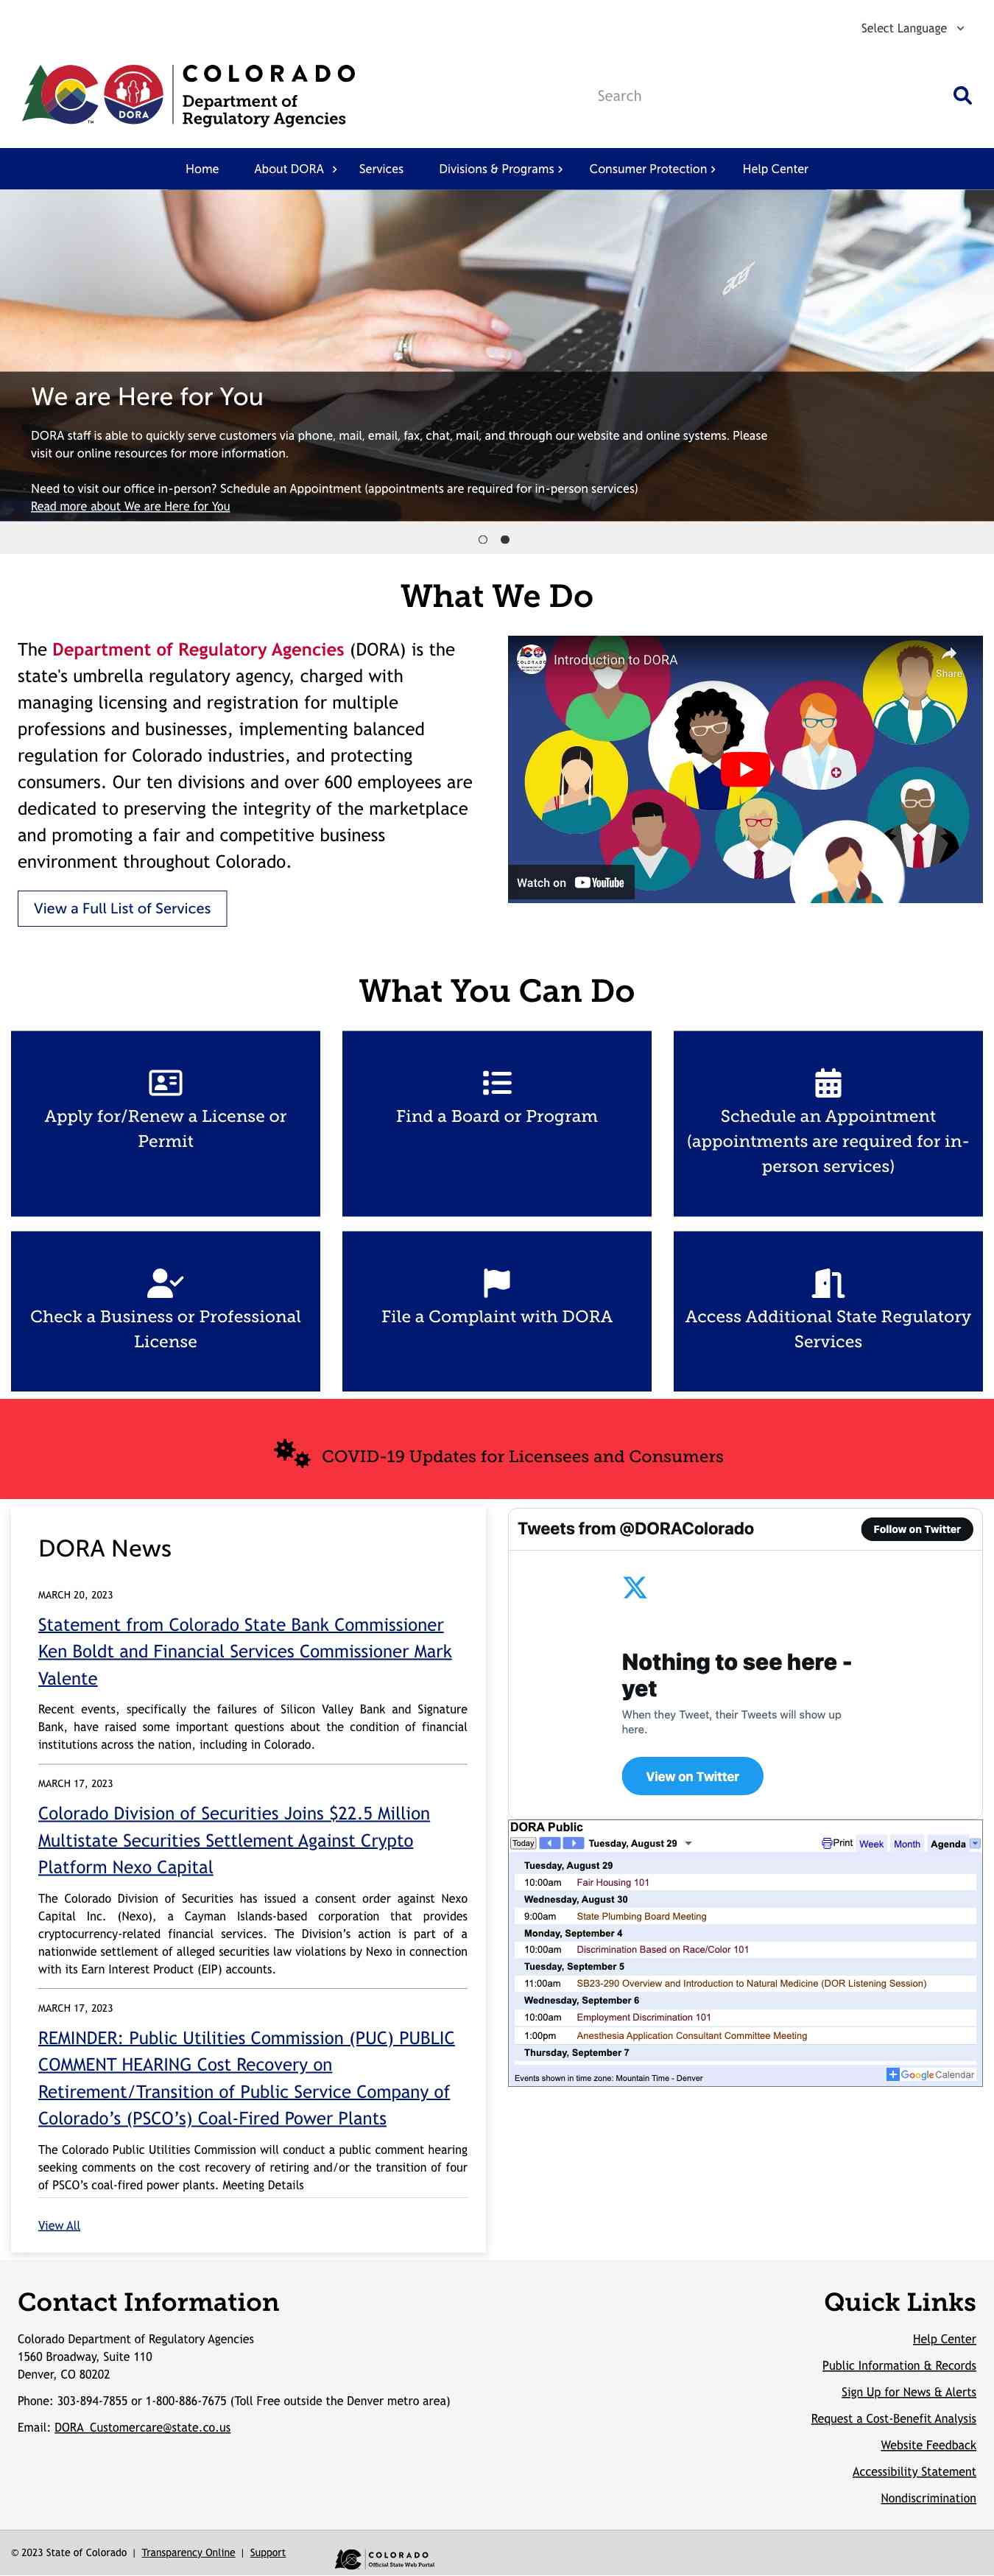 Select Language
COLORADO
Department of
Regulatory Agencies
DORA
TM
Search
Home
About DORA
Services
Divisions & Programs
Consumer Protection
Help Center
acer
We are Here for You
DORA staff is able to quickly serve customers via phone, mail, email, fax, chat, mail, and through our website and online systems. Please
visit our online resources for more information.
Need to visit our office in-person? Schedule an Appointment (appointments are required for in-person services)
Read more about We are Here for You
What We Do
The Department of Regulatory Agencies (DORA) is the
state's umbrella regulatory agency, charged with
managing licensing and registration for multiple
professions and businesses, implementing balanced
regulation for Colorado industries, and protecting
consumers. Our ten divisions and over 600 employees are
dedicated to preserving the integrity of the marketplace
and promoting a fair and competitive business
environment throughout Colorado.
View a Full List of Services
Introduction to DORA
Share
Watch on YouTube
What You Can Do
Apply for/Renew a License or
Permit
Find a Board or Program
Schedule an Appointment
(appointments are required for in-
person services)
Check a Business or Professional
License
File a Complaint with DORA
Access Additional State Regulatory
Services
COVID-19 Updates for Licensees and Consumers
DORA News
MARCH 20, 2023
Statement from Colorado State Bank Commissioner
Ken Boldt and Financial Services Commissioner Mark
Valente
Recent events, specifically the failures of Silicon Valley Bank and Signature
Bank, have raised some important questions about the condition of financial
institutions across the nation, including in Colorado.
MARCH 17, 2023
Colorado Division of Securities Joins $22.5 Million
Multistate Securities Settlement Against Crypto
Platform Nexo Capital
The Colorado Division of Securities has issued a consent order against Nexo
Capital Inc. (Nexo), a Cayman Islands-based corporation that provides
cryptocurrency-related financial services. The Division’s action is part of a
nationwide settlement of alleged securities law violations by Nexo in connection
with its Earn Interest Product (EIP) accounts.
MARCH 17, 2023
REMINDER: Public Utilities Commission (PUC) PUBLIC
COMMENT HEARING Cost Recovery on
Retirement/Transition of Public Service Company of
Colorado’s (PSCO’s) Coal-Fired Power Plants
The Colorado Public Utilities Commission will conduct a public comment hearing
seeking comments on the cost recovery of retiring and/or the transition of four
of PSCO’s coal-fired power plants. Meeting Details
View All
Tweets from @DORAColorado
Follow on Twitter
Nothing to see here -
yet
When they Tweet, their Tweets will show up
here.
View on Twitter
DORA Public
Today
Tuesday, August 29
Print
Week
Month
Agenda
Tuesday, August 29
10:00am Fair Housing 101
Wednesday, August 30
9:00am State Plumbing Board Meeting
Monday, September 4
10:00am Discrimination Based on Race/Color 101
Tuesday, September 5
11:00am SB23-290 Overview and Introduction to Natural Medicine (DOR Listening Session)
Wednesday, September 6
10:00am Employment Discrimination 101
1:00pm Anesthesia Application Consultant Committee Meeting
Thursday, September 7
Events shown in time zone: Mountain Time - Denver
Google Calendar
Contact Information
Colorado Department of Regulatory Agencies
1560 Broadway, Suite 110
Denver, CO 80202
Phone: 303-894-7855 or 1-800-886-7675 (Toll Free outside the Denver metro area)
Email: DORA_Customercare@state.co.us
Quick Links
Help Center
Public Information & Records
Sign Up for News & Alerts
Request a Cost-Benefit Analysis
Website Feedback
Accessibility Statement
Nondiscrimination
© 2023 State of Colorado | Transparency Online | Support
COLORADO
Official State Web Portal